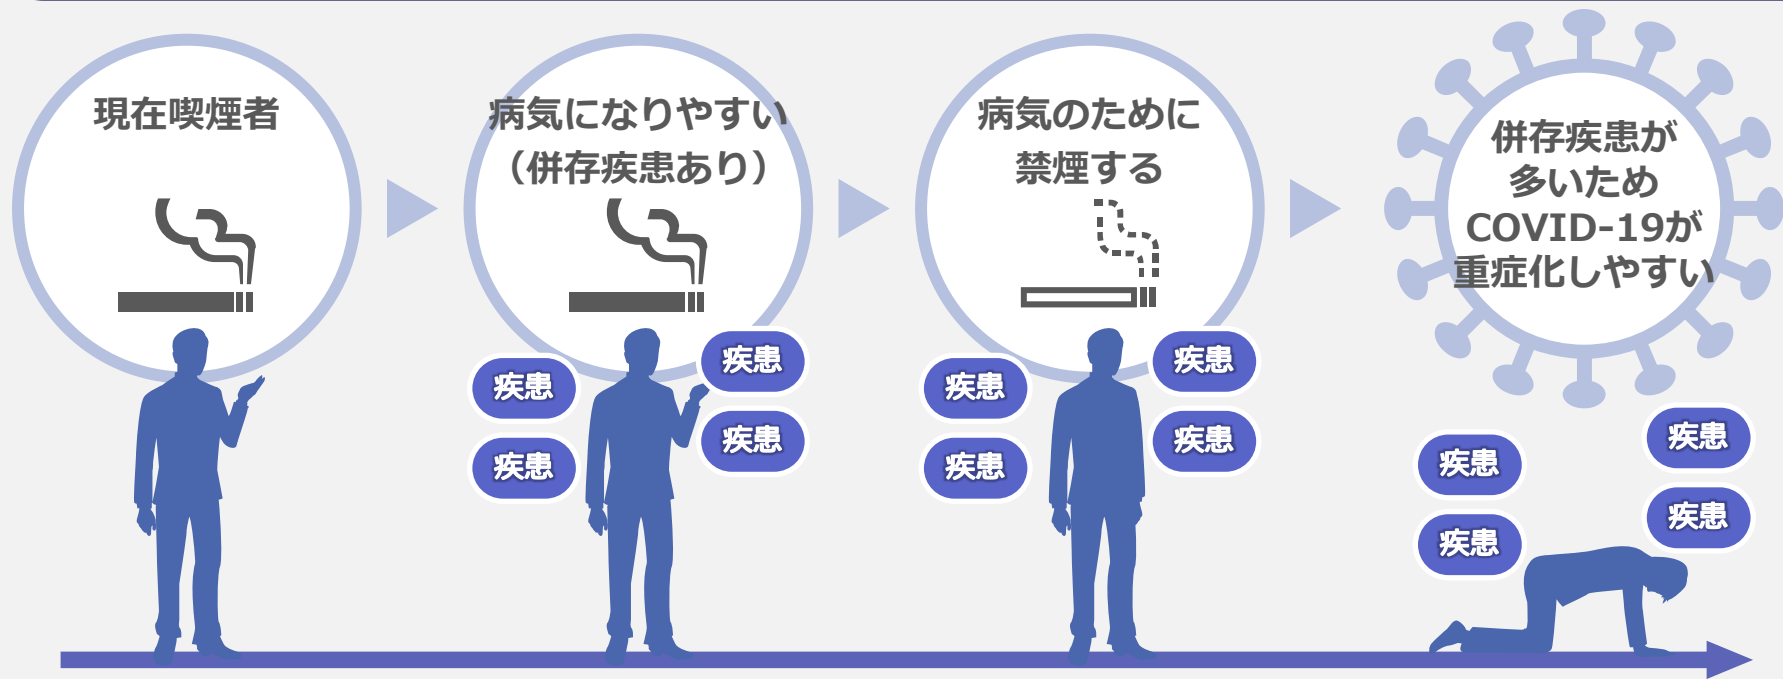 現在喫煙者
病気になりやすい
（併存疾患あり）
疾患
疾患
疾患
疾患
病気のために
禁煙する
疾患
疾患
疾患
疾患
併存疾患が
多いため
COVID-19が
重症化しやすい
疾患
疾患
疾患
疾患